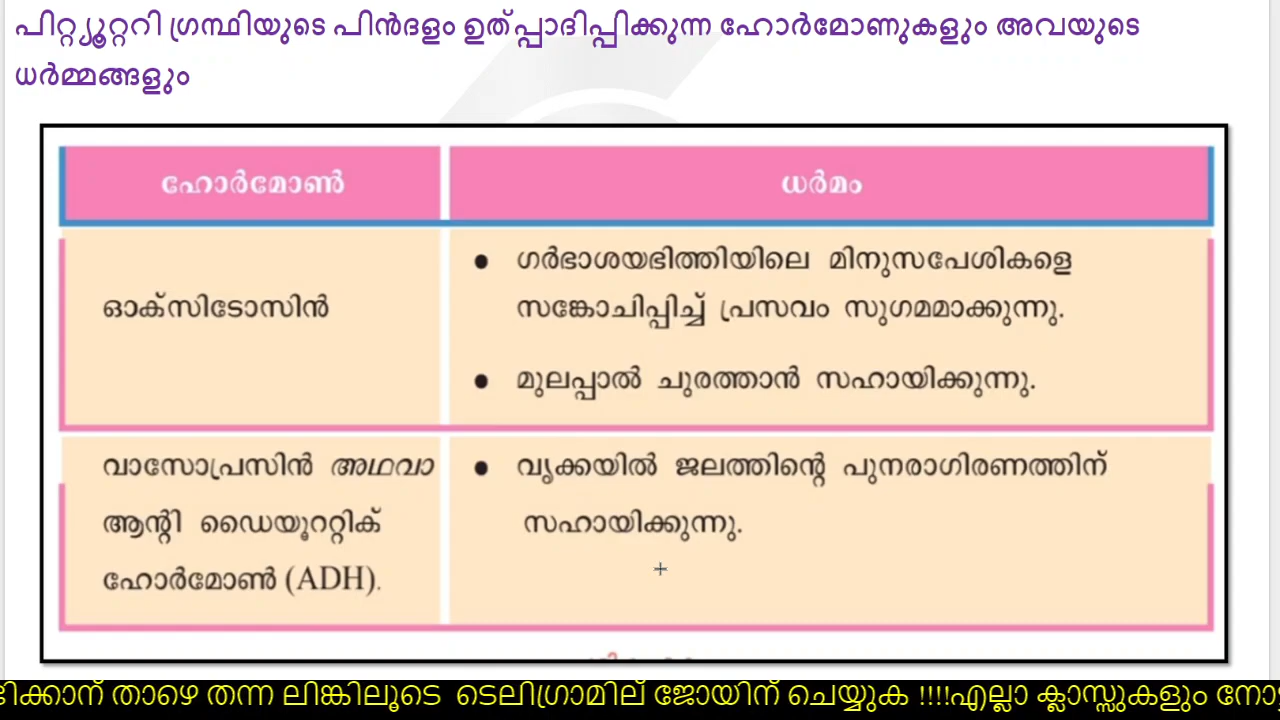 പിറ്റ്യൂറ്ററി ഗ്രന്ഥിയുടെ പിൻദളം ഉത്പ്പാദിപ്പിക്കുന്ന ഹോർമോണുകളും അവയുടെ
ധർമ്മങ്ങളും
ഹോർമോൺ
ധർമം
ഓക്സിടോസിൻ
● ഗർഭാശയഭിത്തിയിലെ മിനുസപേശികളെ
സങ്കോചിപ്പിച്ച് പ്രസവം സുഗമമാക്കുന്നു.
● മുലപ്പാൽ ചുരത്താൻ സഹായിക്കുന്നു.
വാസോപ്രസിൻ അഥവാ
ആന്റി ഡൈയൂററ്റിക്
ഹോർമോൺ (ADH).
● വൃക്കയിൽ ജലത്തിന്റെ പുനരാഗിരണത്തിന്
സഹായിക്കുന്നു.
താഴെ തന്ന ലിങ്കിലൂടെ ടെലിഗ്രാമില് ജോയിന് ചെയ്യുക !!!!എല്ലാ ക്ലാസ്സുകളും